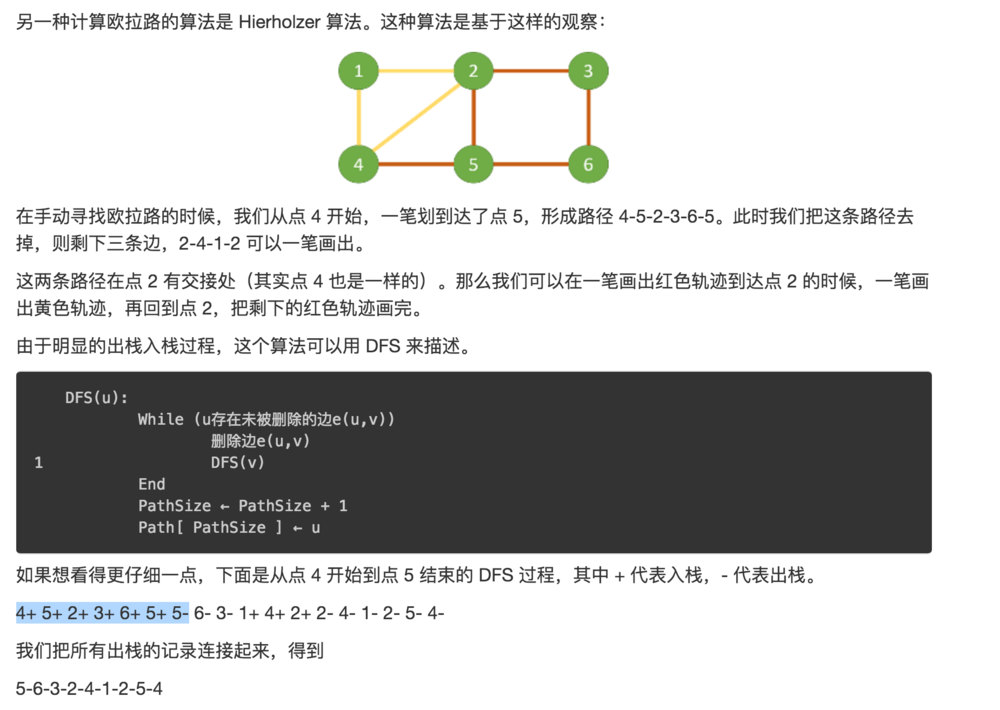 另一种计算欧拉路的算法是 Hierholzer 算法。这种算法是基于这样的观察：
1 2 3
4 5 6
在手动寻找欧拉路的时候，我们从点 4 开始，一笔划到达了点 5，形成路径 4-5-2-3-6-5。此时我们把这条路径去
掉，则剩下三条边，2-4-1-2 可以一笔画出。
这两条路径在点 2 有交接处（其实点 4 也是一样的）。那么我们可以在一笔画出红色轨迹到达点 2 的时候，一笔画
出黄色轨迹，再回到点 2，把剩下的红色轨迹画完。
由于明显的出栈入栈过程，这个算法可以用 DFS 来描述。
DFS(u):
While (u存在未被删除的边e(u,v))
删除边e(u,v)
1 DFS(v)
End
PathSize ← PathSize + 1
Path[ PathSize ] ← u
如果想看得更仔细一点，下面是从点 4 开始到点 5 结束的 DFS 过程，其中 + 代表入栈，- 代表出栈。
4+ 5+ 2+ 3+ 6+ 5+ 5- 6- 3- 1+ 4+ 2+ 2- 4- 1- 2- 5- 4-
我们把所有出栈的记录连接起来，得到
5-6-3-2-4-1-2-5-4